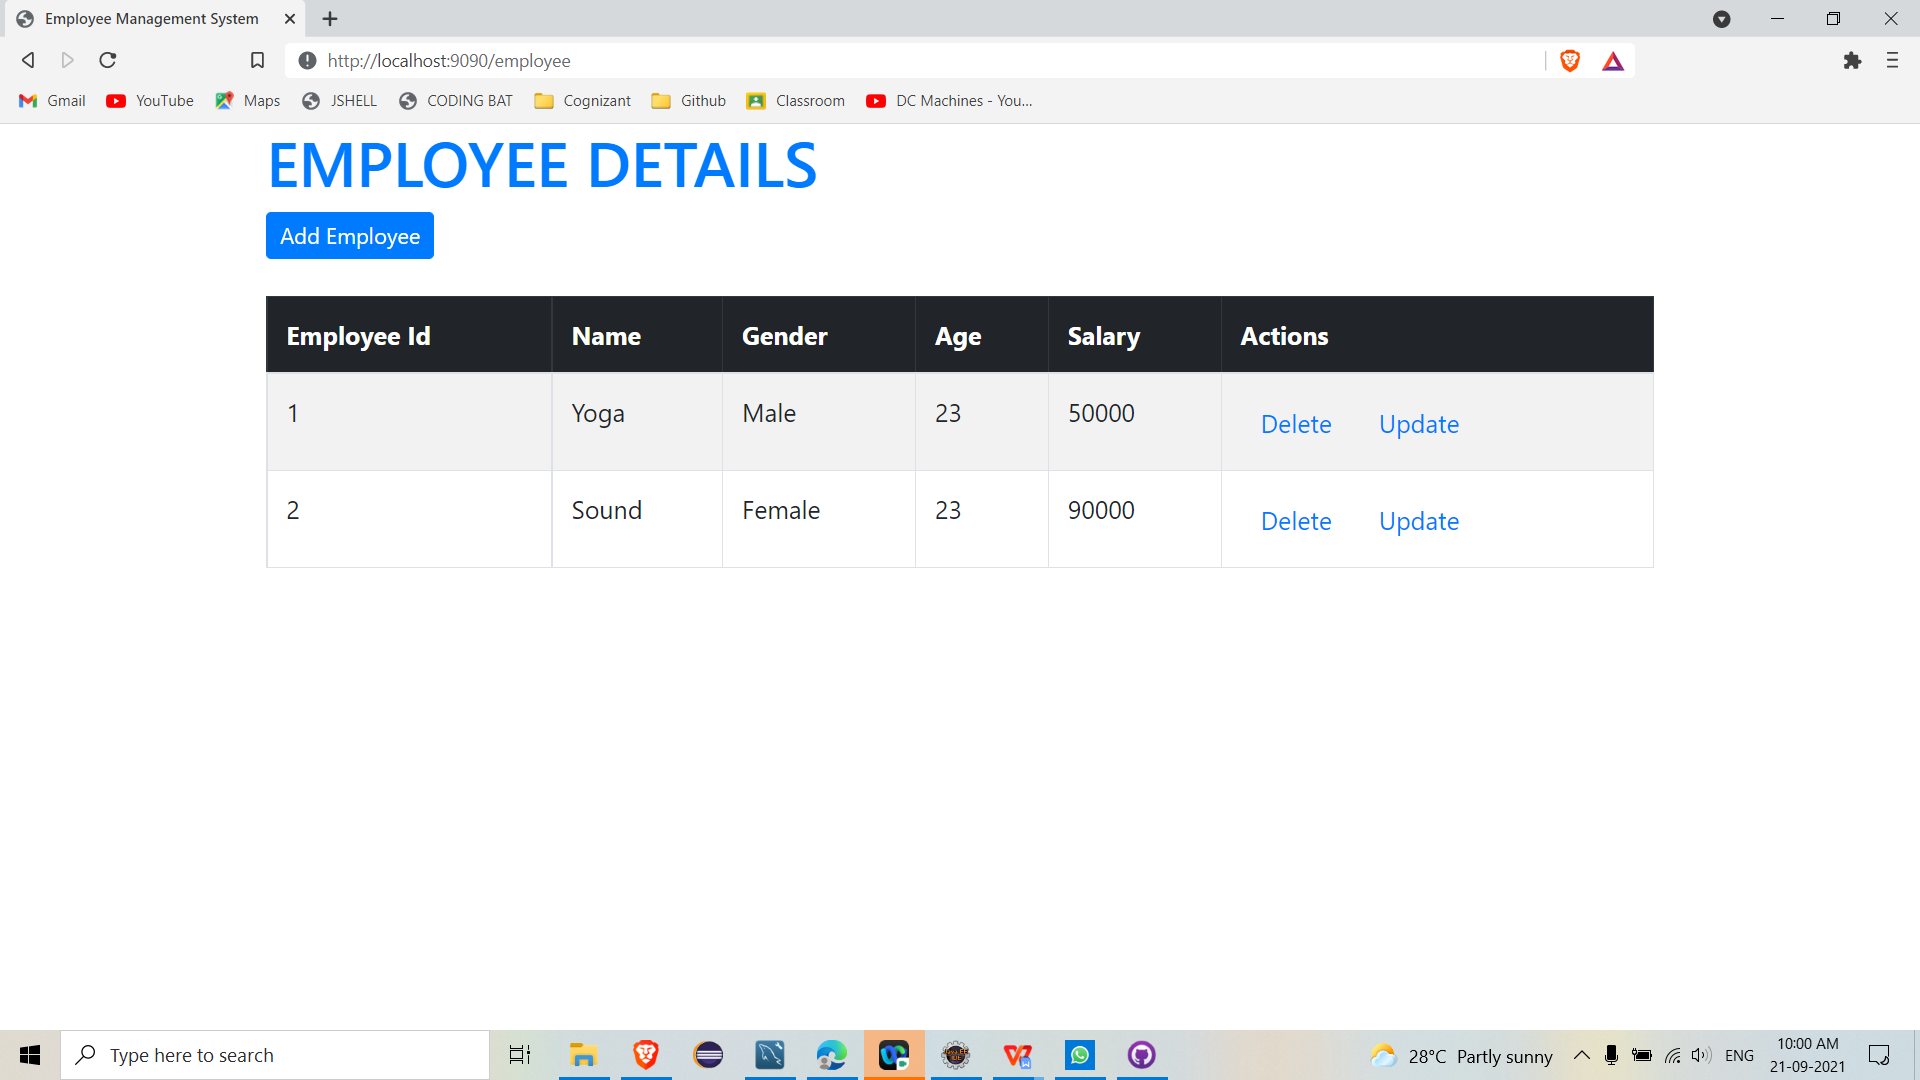 Employee Management System
http://localhost:9090/employee
Gmail YouTube Maps JSHELL CODING BAT Cognizant Github Classroom DC Machines - You...
EMPLOYEE DETAILS
Add Employee
Employee Id Name Gender Age Salary Actions
1 Yoga Male 23 50000 Delete Update
2 Sound Female 23 90000 Delete Update
Type here to search 28°C Partly sunny ENG 10:00 AM
21-09-2021